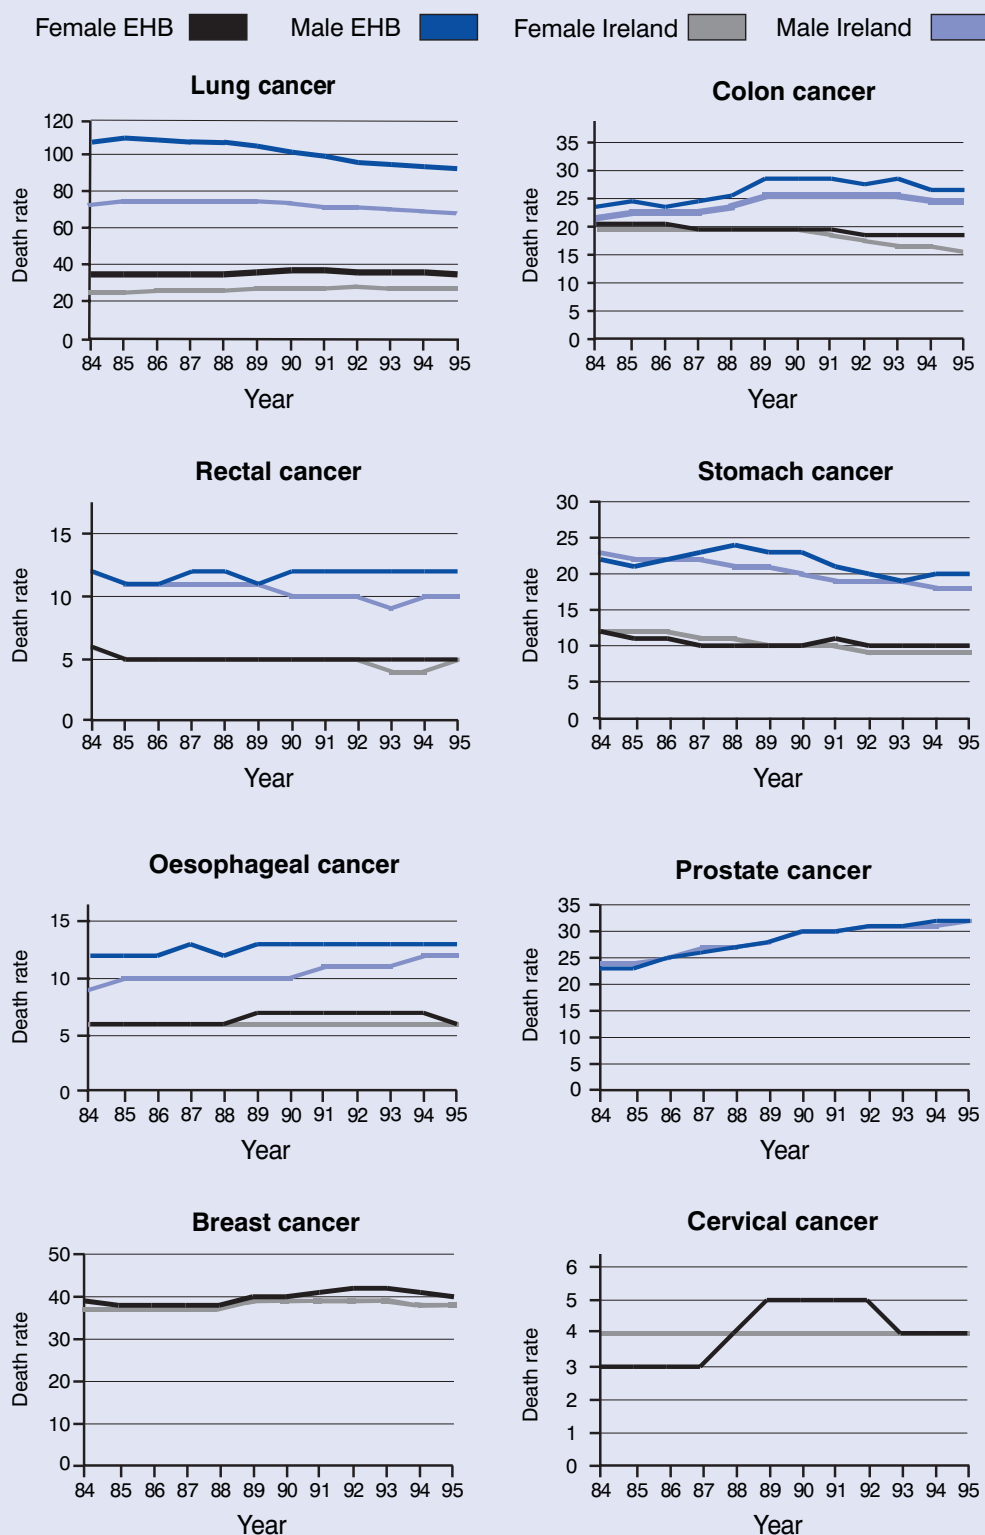 Female EHB Male EHB Female Ireland Male Ireland
Lung cancer
Death rate
120
100
80
60
40
20
0
84 85 86 87 88 89 90 91 92 93 94 95
Year
Colon cancer
Death rate
35
30
25
20
15
10
5
0
84 85 86 87 88 89 90 91 92 93 94 95
Year
Rectal cancer
Death rate
15
10
5
0
84 85 86 87 88 89 90 91 92 93 94 95
Year
Stomach cancer
Death rate
30
25
20
15
10
5
0
84 85 86 87 88 89 90 91 92 93 94 95
Year
Oesophageal cancer
Death rate
15
10
5
0
84 85 86 87 88 89 90 91 92 93 94 95
Year
Prostate cancer
Death rate
35
30
25
20
15
10
5
0
84 85 86 87 88 89 90 91 92 93 94 95
Year
Breast cancer
Death rate
50
40
30
20
10
0
84 85 86 87 88 89 90 91 92 93 94 95
Year
Cervical cancer
Death rate
6
5
4
3
2
1
0
84 85 86 87 88 89 90 91 92 93 94 95
Year